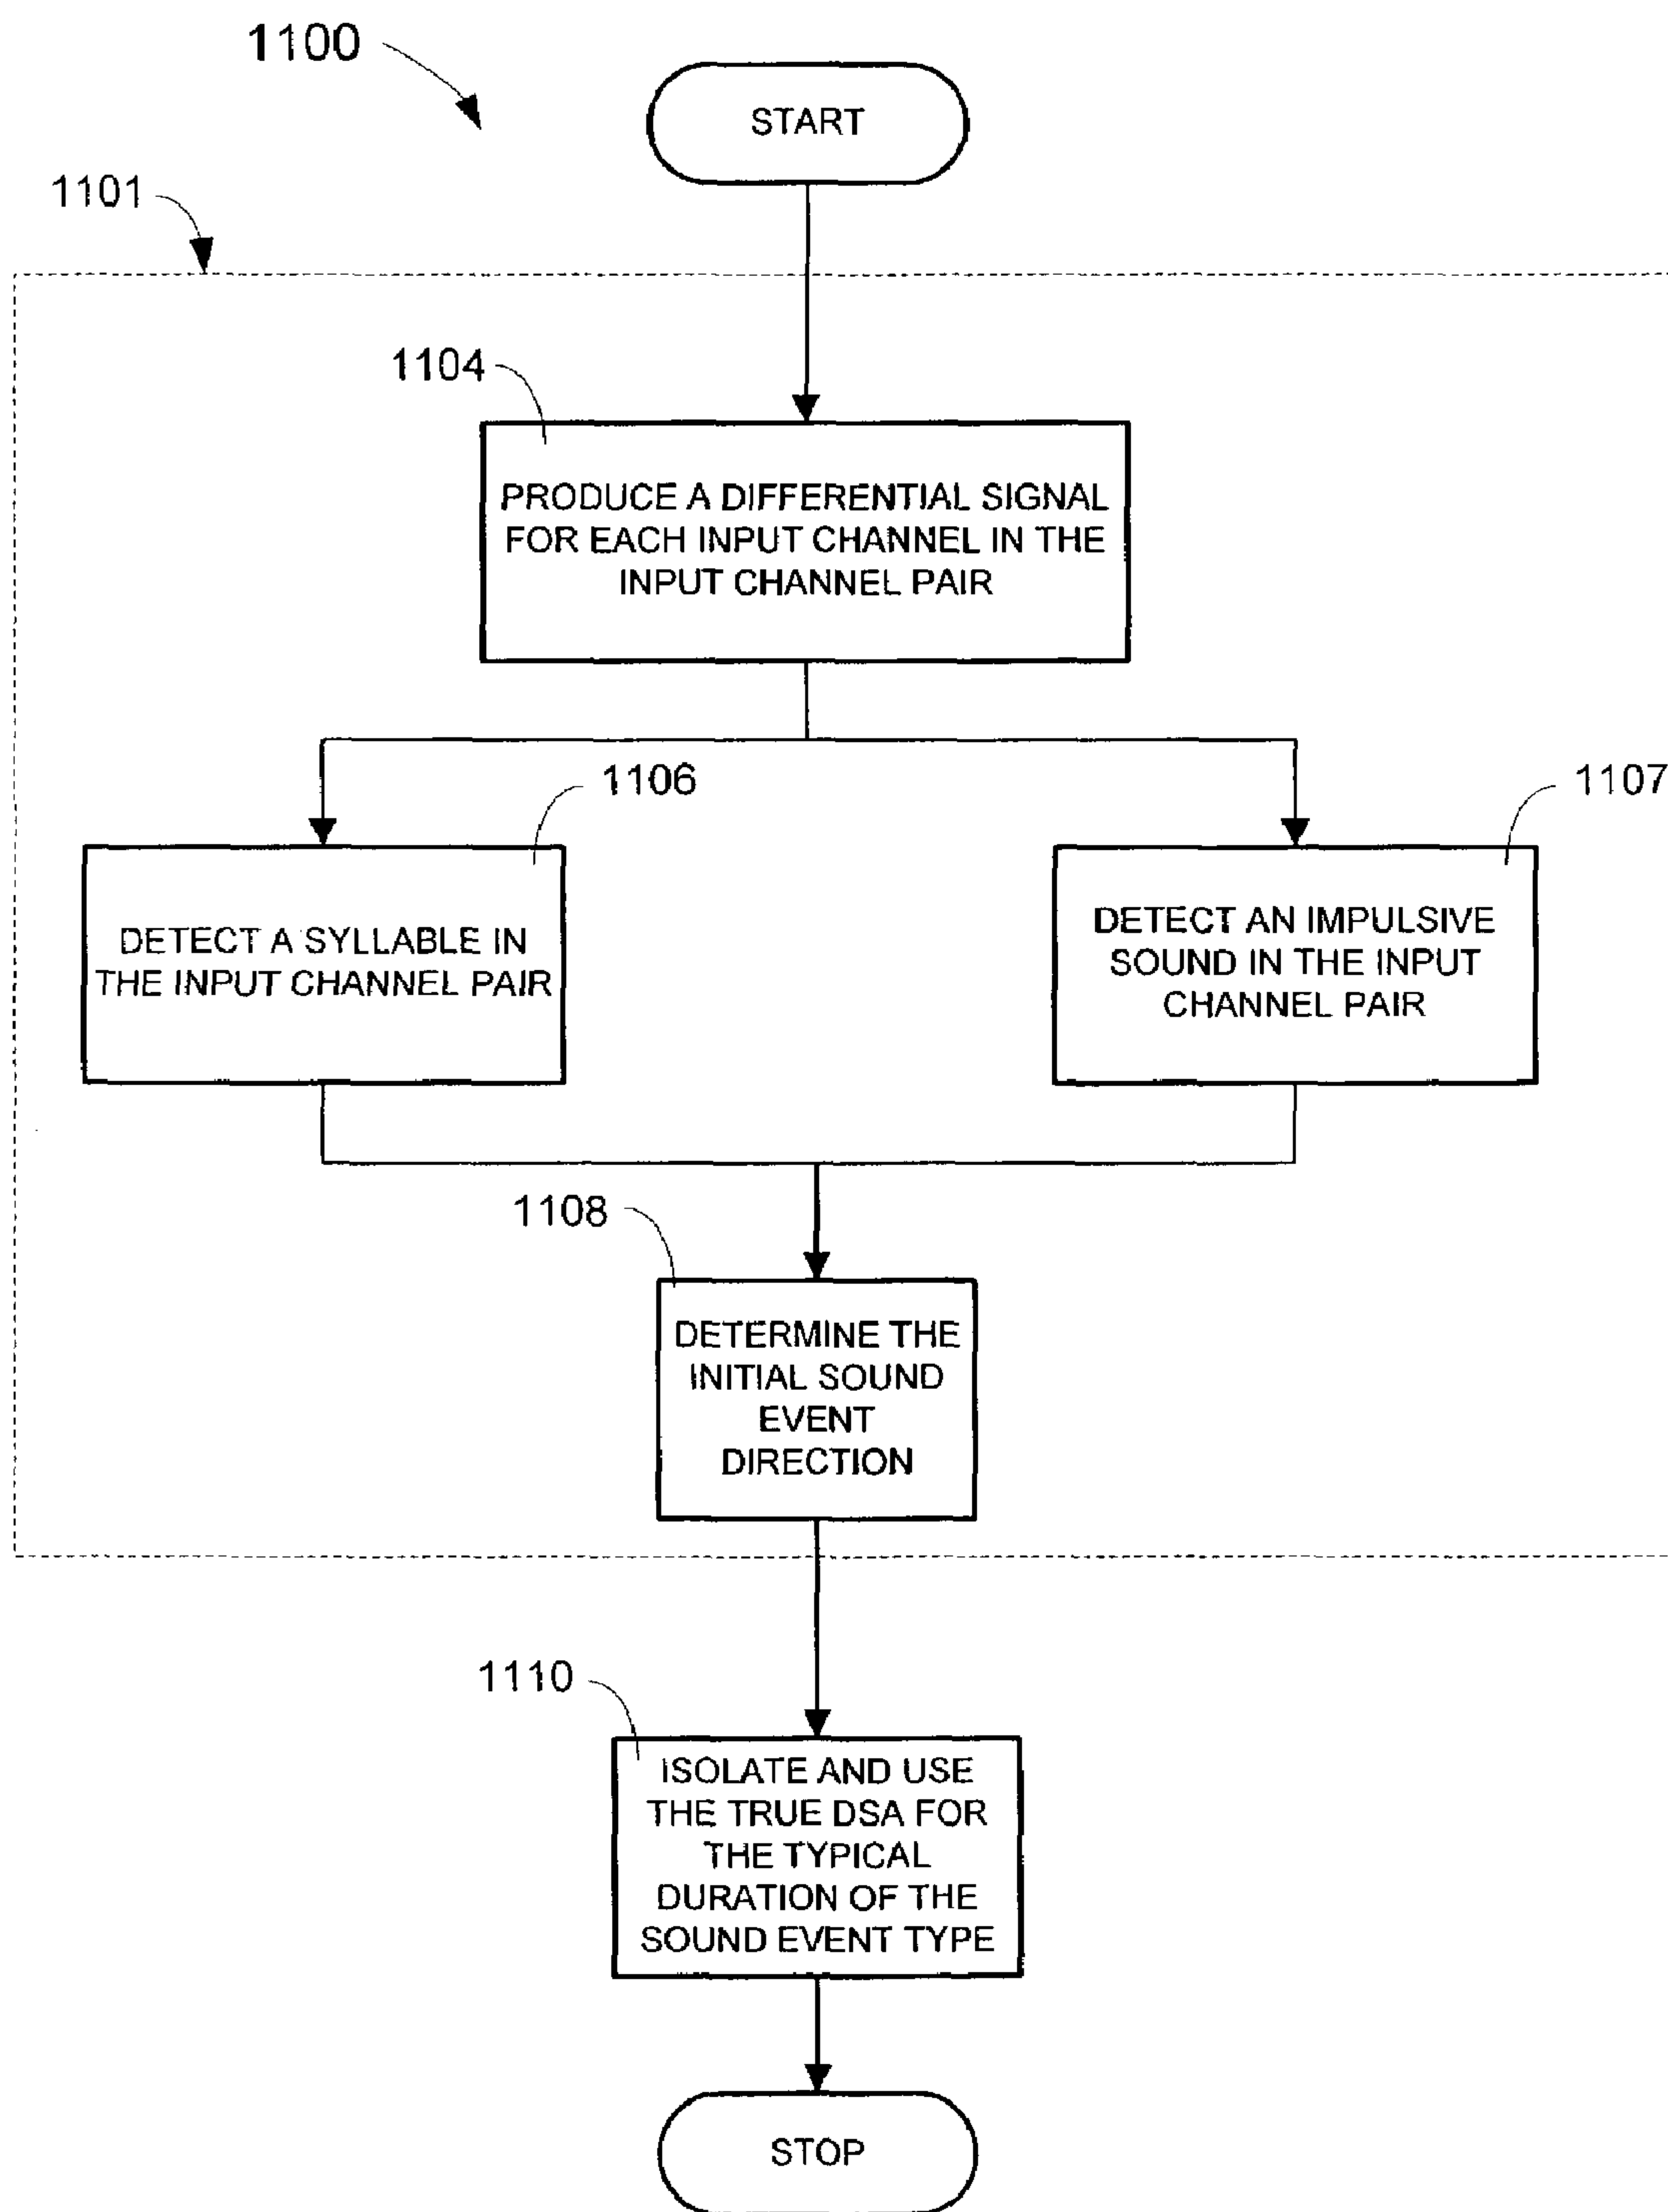 1100
START
1101
1104
PRODUCE A DIFFERENTIAL SIGNAL
FOR EACH INPUT CHANNEL IN THE
INPUT CHANNEL PAIR
1106
1107
DETECT A SYLLABLE IN
THE INPUT CHANNEL PAIR
DETECT AN IMPULSIVE
SOUND IN THE INPUT
CHANNEL PAIR
1108
DETERMINE THE
INITIAL SOUND
EVENT
DIRECTION
1110
ISOLATE AND USE
THE TRUE DSA FOR
THE TYPICAL
DURATION OF THE
SOUND EVENT TYPE
STOP